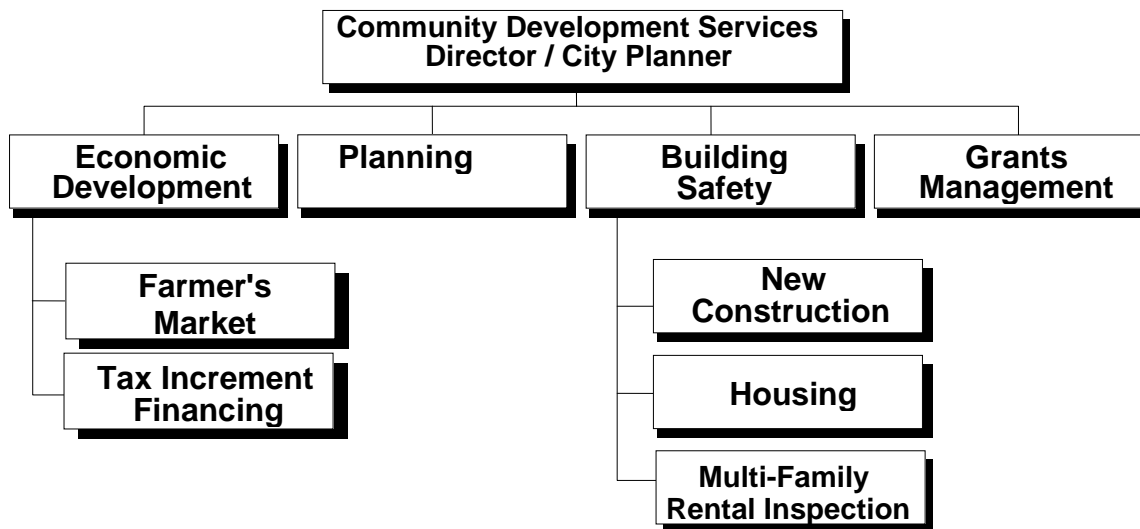 Community Development Services
Director / City Planner
Economic
Development
Planning
Building
Safety
Grants
Management
Farmer's
Market
Tax Increment
Financing
New
Construction
Housing
Multi-Family
Rental Inspection